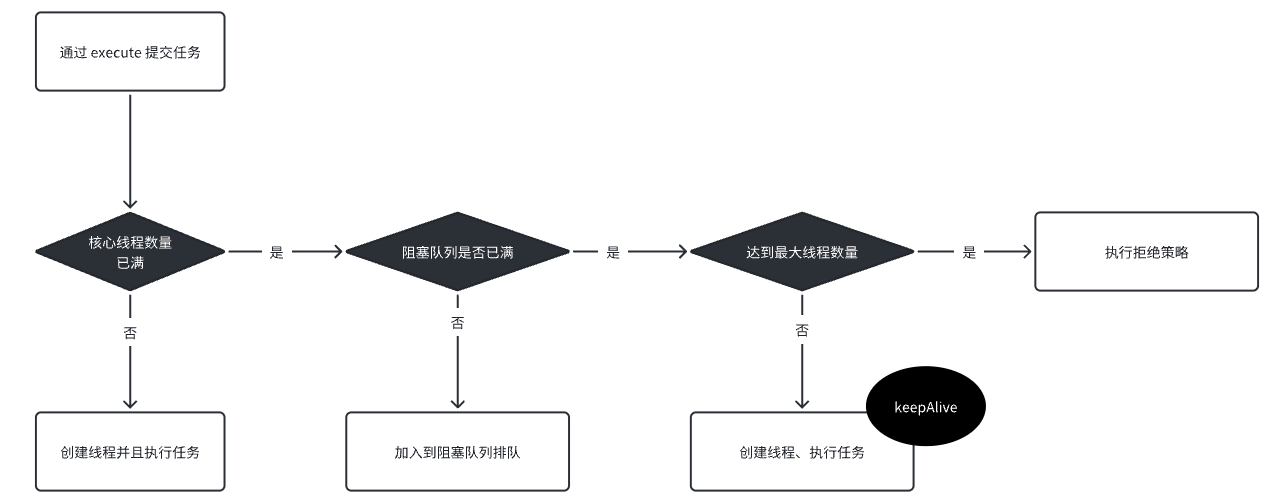 通过 execute 提交任务
核心线程数量
已满
是
阻塞队列是否已满
是
达到最大线程数量
是
执行拒绝策略
否
否
否
keepAlive
创建线程并且执行任务
加入到阻塞队列排队
创建线程、执行任务